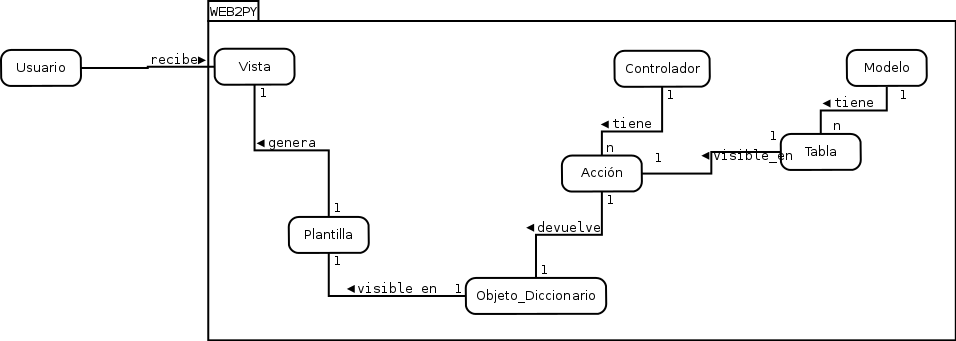 WEB2PY
Usuario
recibe
Vista
Controlador
Modelo
1
1
1
tiene
tiene
n
genera
1
n
1
visible_en
Tabla
Acción
1
1
devuelve
Plantilla
1
1
visible en
1
Objeto_Diccionario